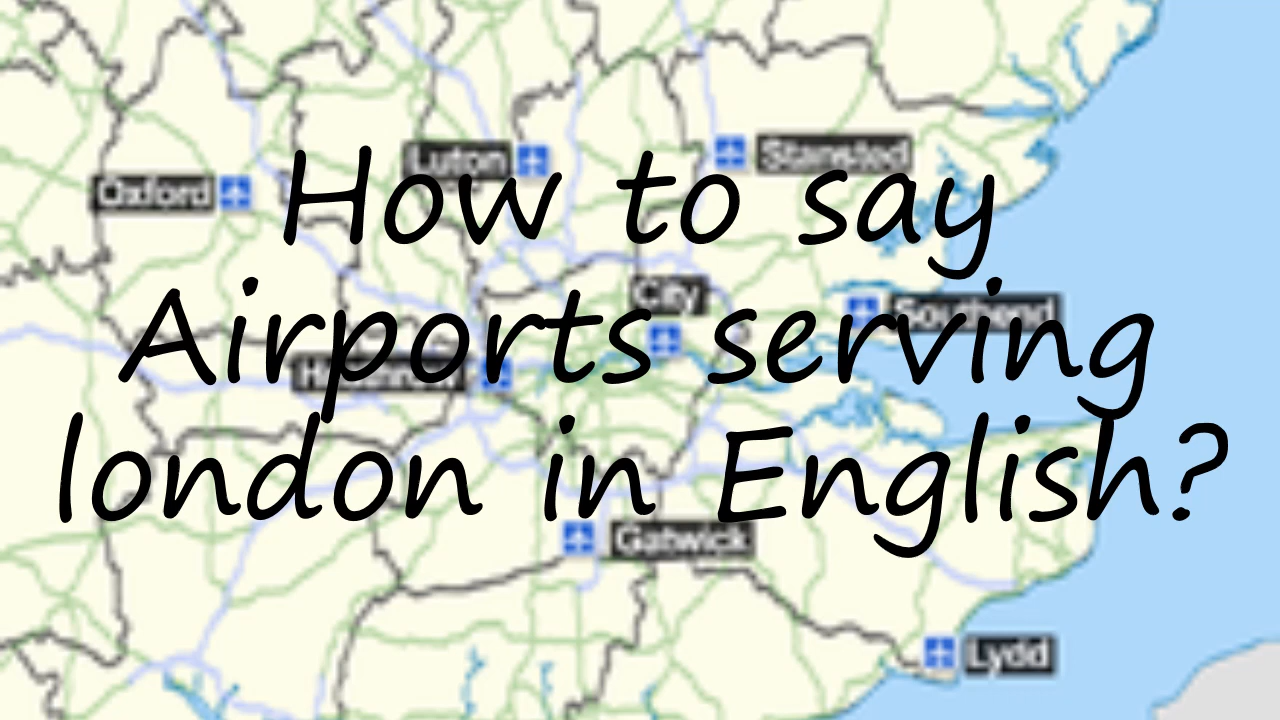 How to say
Airports serving
london in English?
Luton
Stansted
Oxford
City
Southend
Gatwick
Lydd